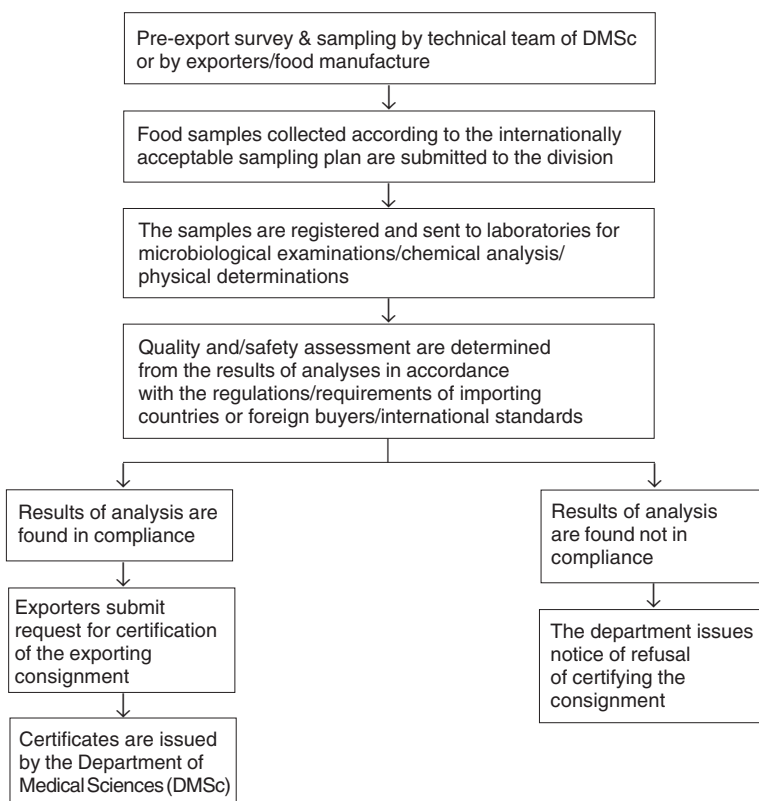 Pre-export survey & sampling by technical team of DMSc
or by exporters/food manufacture
Food samples collected according to the internationally
acceptable sampling plan are submitted to the division
The samples are registered and sent to laboratories for
microbiological examinations/chemical analysis/
physical determinations
Quality and/safety assessment are determined
from the results of analyses in accordance
with the regulations/requirements of importing
countries or foreign buyers/international standards
Results of analysis are
found in compliance
Exporters submit
request for certification
of the exporting
consignment
Certificates are issued
by the Department of
Medical Sciences (DMSc)
Results of analysis
are found not in
compliance
The department issues
notice of refusal
of certifying the
consignment